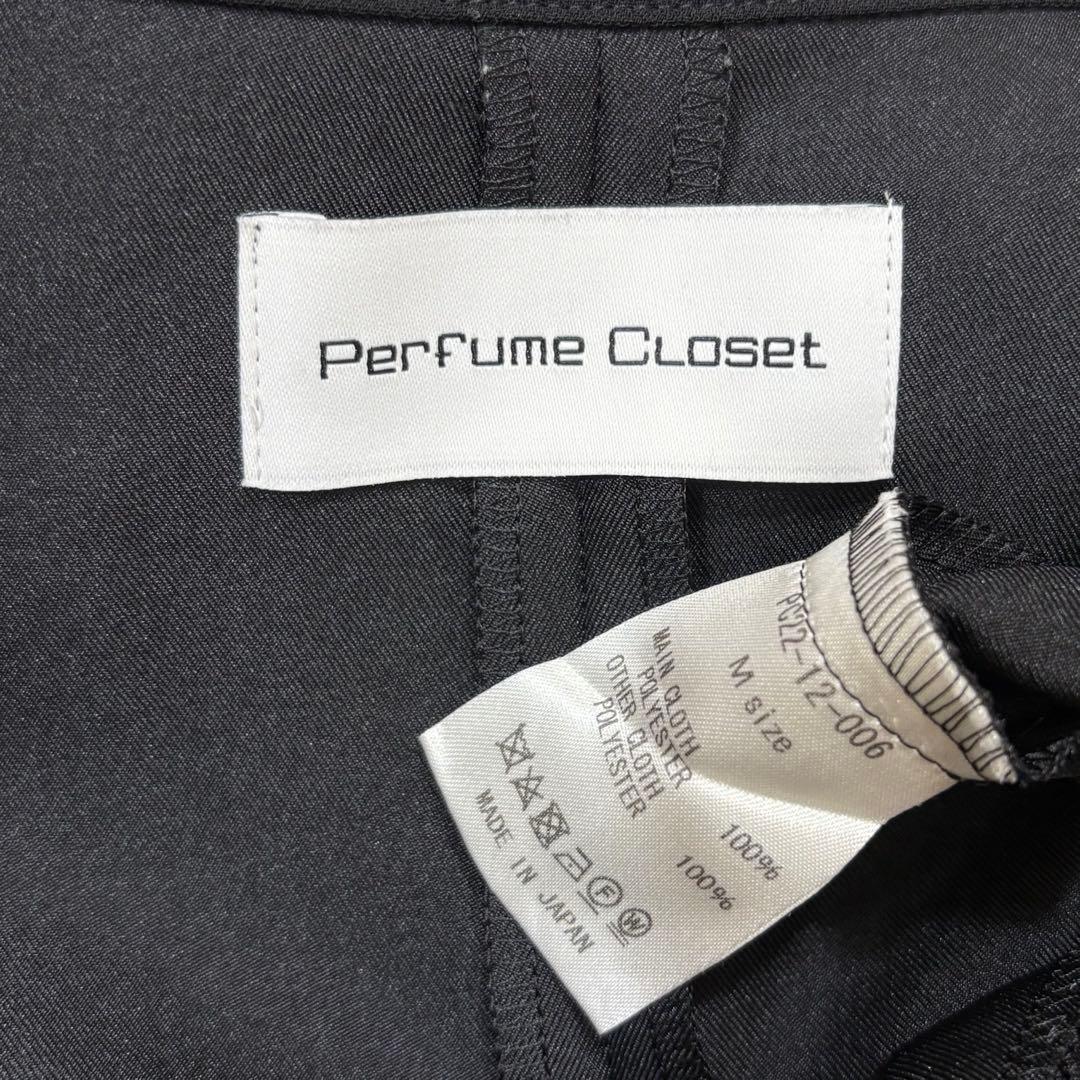 Perfume Closet
PC22-12-006
M size
MAIN CLOTH
POLYESTER 100%
OTHER CLOTH
POLYESTER 100%
F W
MADE IN JAPAN